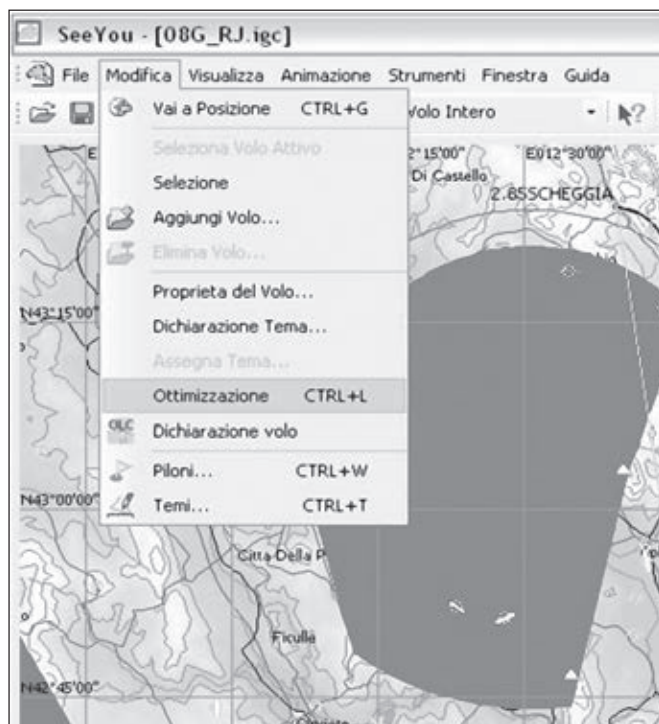 SeeYou - [08G_RJ.igc]
File Modifica Visualizza Animazione Strumenti Finestra Guida
Vai a Posizione CTRL+G
Volo Intero
Seleziona Volo Attivo
Selezione
Aggiungi Volo...
Elimina Volo...
Proprieta del Volo...
Dichiarazione Tema...
Assegna Tema...
Ottimizzazione CTRL+L
OLC Dichiarazione volo
Piloni... CTRL+W
Temi... CTRL+T
2°15'00" E012°30'00"
Di Castello
2.85SCHEGGIA
N43°15'00"
N43°00'00"
Citta Della P
Ficulle
N42°45'00"